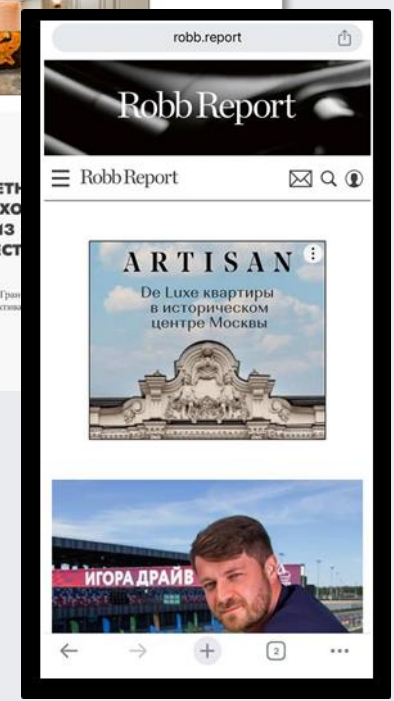 robb.report
Robb Report
Robb Report
ARTISAN
De Luxe квартиры
в историческом
центре Москвы
ИГОРА ДРАЙВ
2